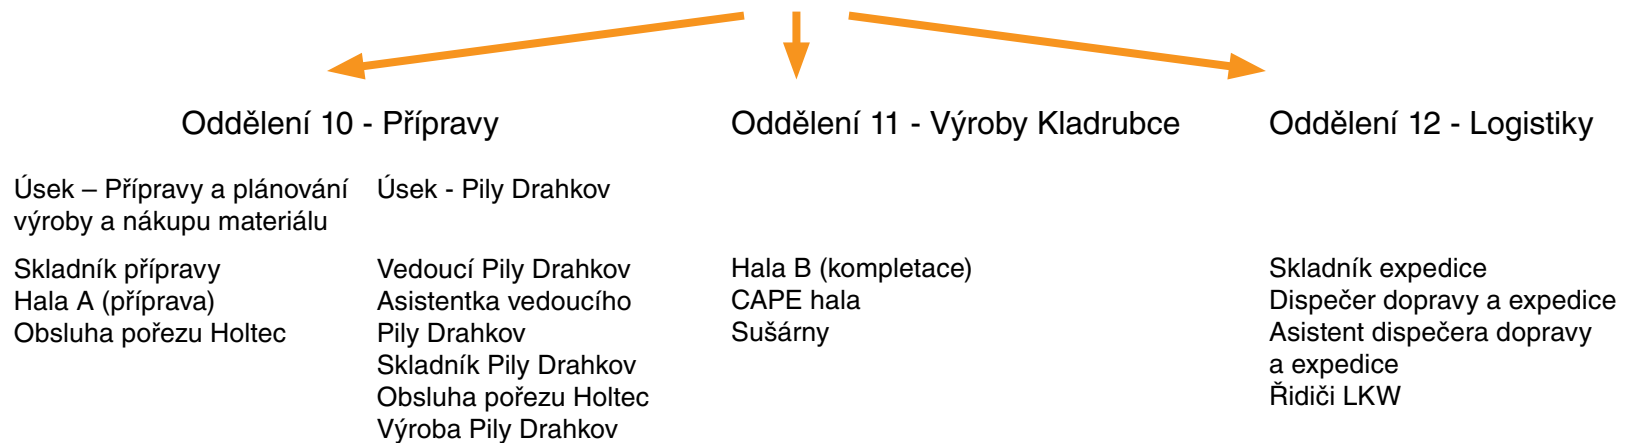 Oddělení 10 - Přípravy
Úsek – Přípravy a plánování
výroby a nákupu materiálu
Skladník přípravy
Hala A (příprava)
Obsluha pořezu Holtec
Úsek - Pily Drahkov
Vedoucí Pily Drahkov
Asistentka vedoucího
Pily Drahkov
Skladník Pily Drahkov
Obsluha pořezu Holtec
Výroba Pily Drahkov
Oddělení 11 - Výroby Kladrubce
Hala B (kompletace)
CAPE hala
Sušárny
Oddělení 12 - Logistiky
Skladník expedice
Dispečer dopravy a expedice
Asistent dispečera dopravy
a expedice
Řidiči LKW